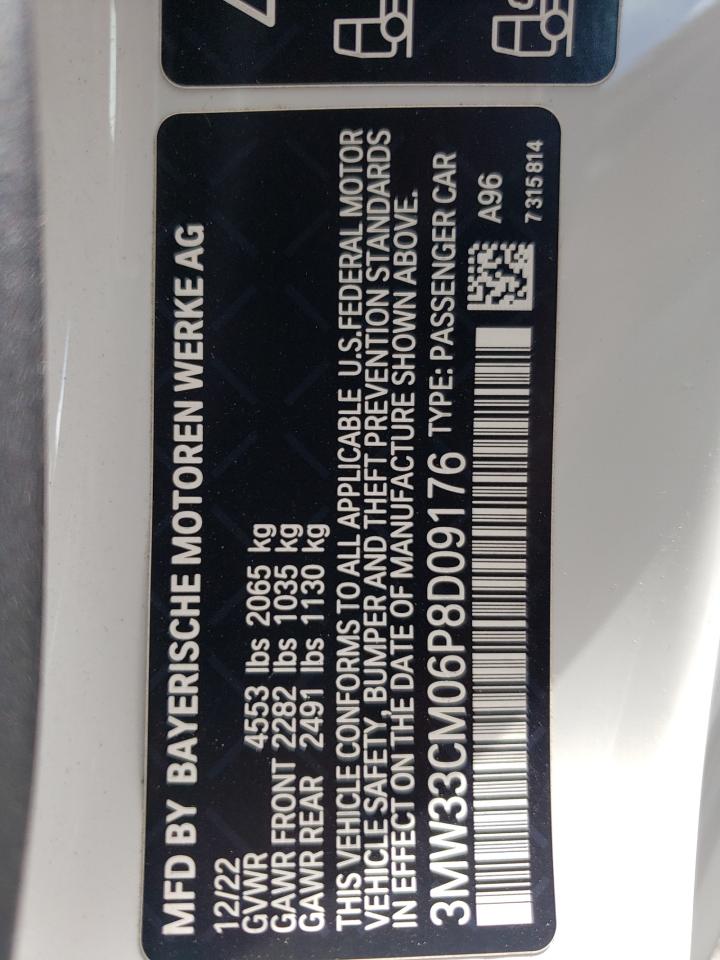 MFD BY BAYERISCHE MOTOREN WERKE AG
12/22
GVWR 4553 lbs 2065 kg
GAWR FRONT 2282 lbs 1035 kg
GAWR REAR 2491 lbs 1130 kg
THIS VEHICLE CONFORMS TO ALL APPLICABLE U.S.FEDERAL MOTOR
VEHICLE SAFETY, BUMPER AND THEFT PREVENTION STANDARDS
IN EFFECT ON THE DATE OF MANUFACTURE SHOWN ABOVE.
3MW33CM06P8D09176 TYPE: PASSENGER CAR
A96
7315814